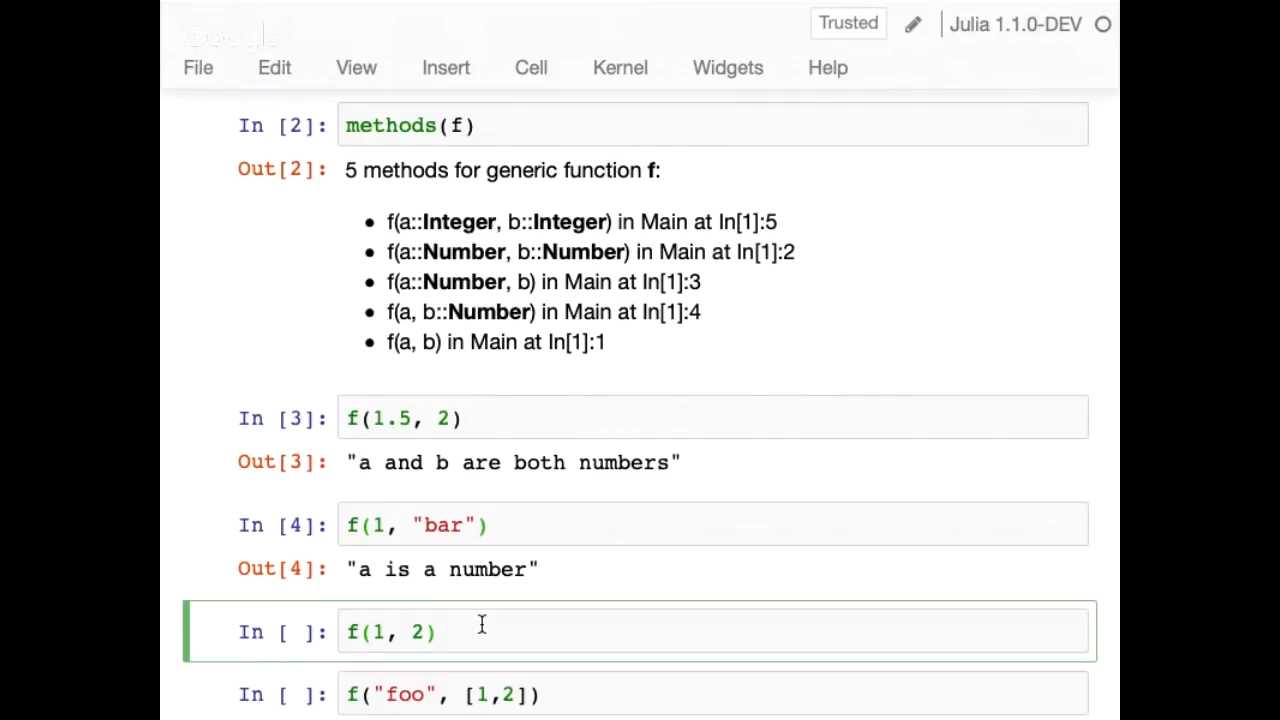 Google
Trusted Julia 1.1.0-DEV
File Edit View Insert Cell Kernel Widgets Help
In [2]: methods(f)
Out[2]: 5 methods for generic function f:
• f(a::Integer, b::Integer) in Main at In[1]:5
• f(a::Number, b::Number) in Main at In[1]:2
• f(a::Number, b) in Main at In[1]:3
• f(a, b::Number) in Main at In[1]:4
• f(a, b) in Main at In[1]:1
In [3]: f(1.5, 2)
Out[3]: "a and b are both numbers"
In [4]: f(1, "bar")
Out[4]: "a is a number"
In [ ]: f(1, 2)
In [ ]: f("foo", [1,2])